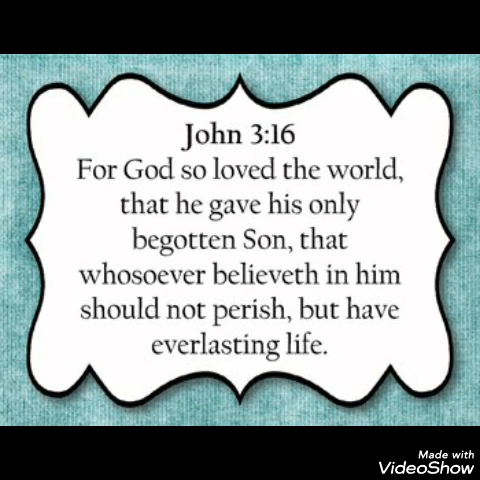 John 3:16
For God so loved the world,
that he gave his only
begotten Son, that
whosoever believeth in him
should not perish, but have
everlasting life.
Made with
VideoShow